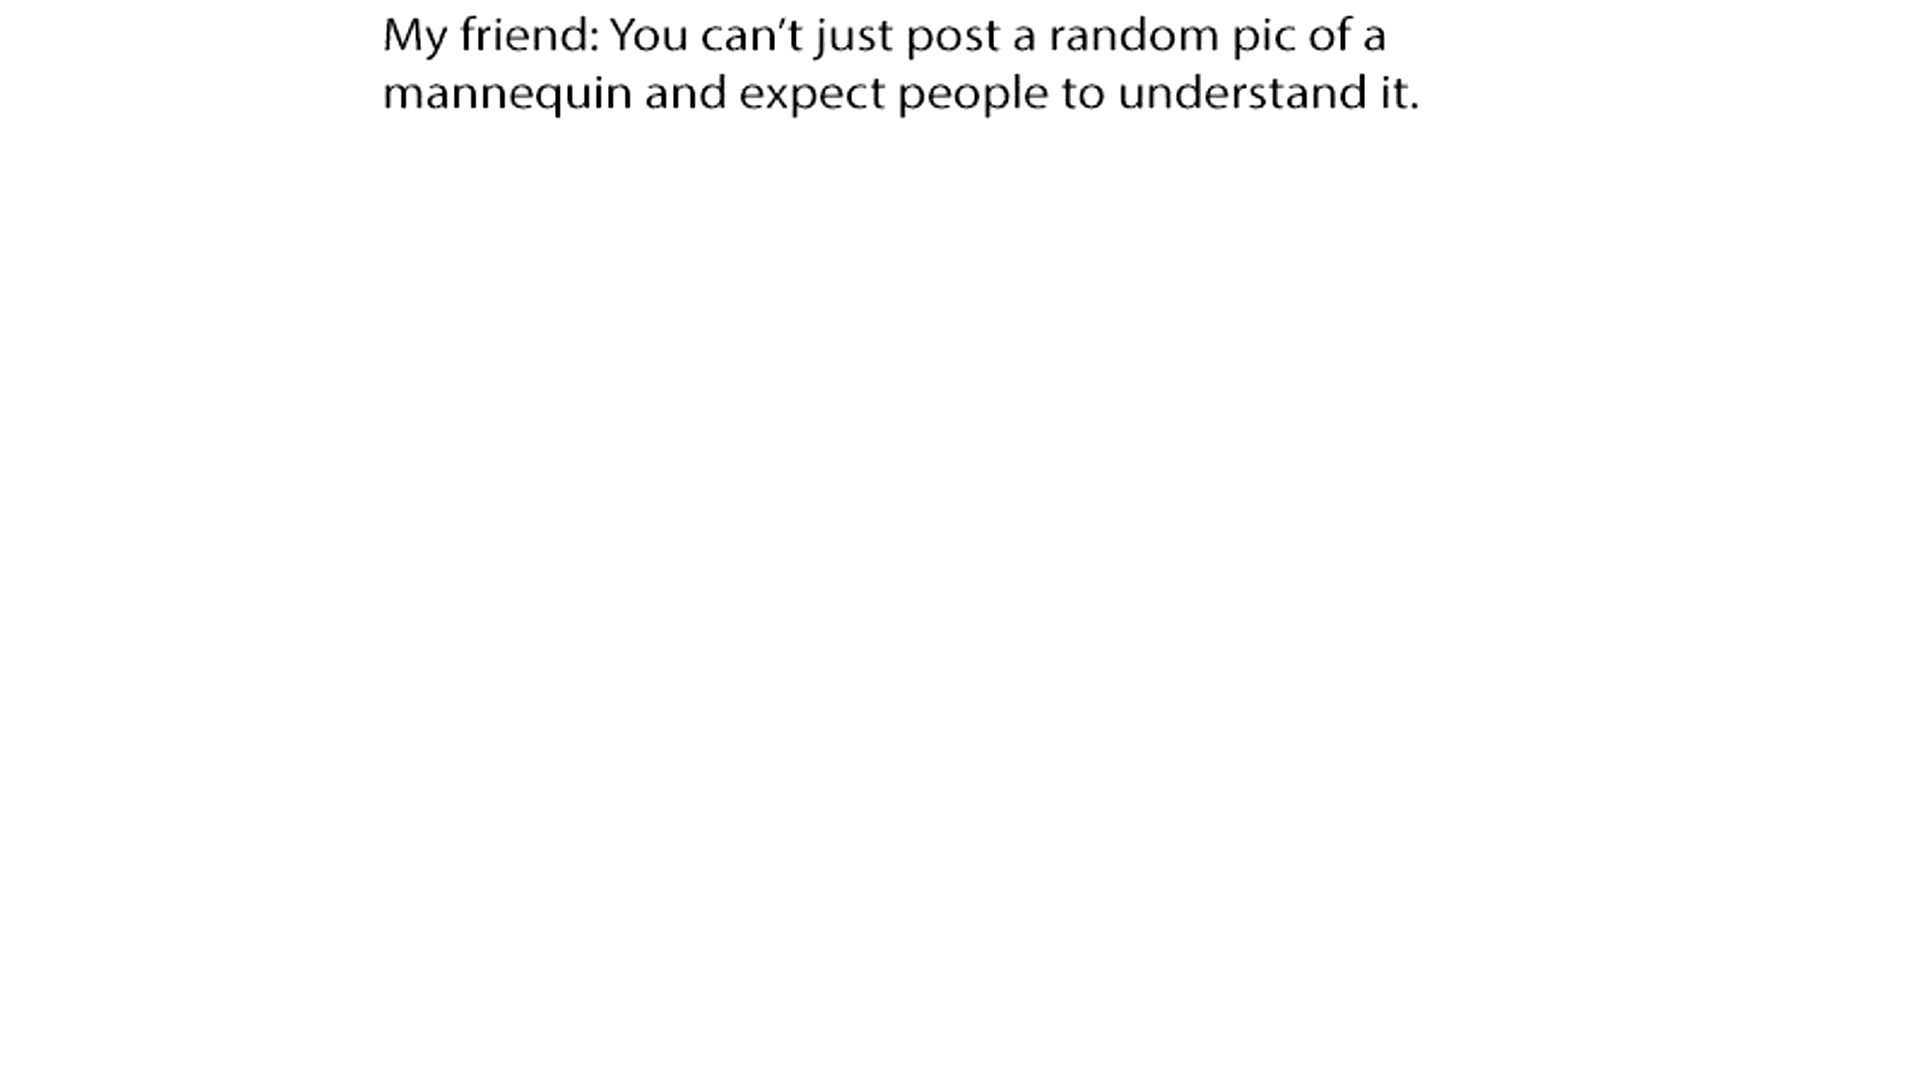 My friend: You can't just post a random pic of a
mannequin and expect people to understand it.